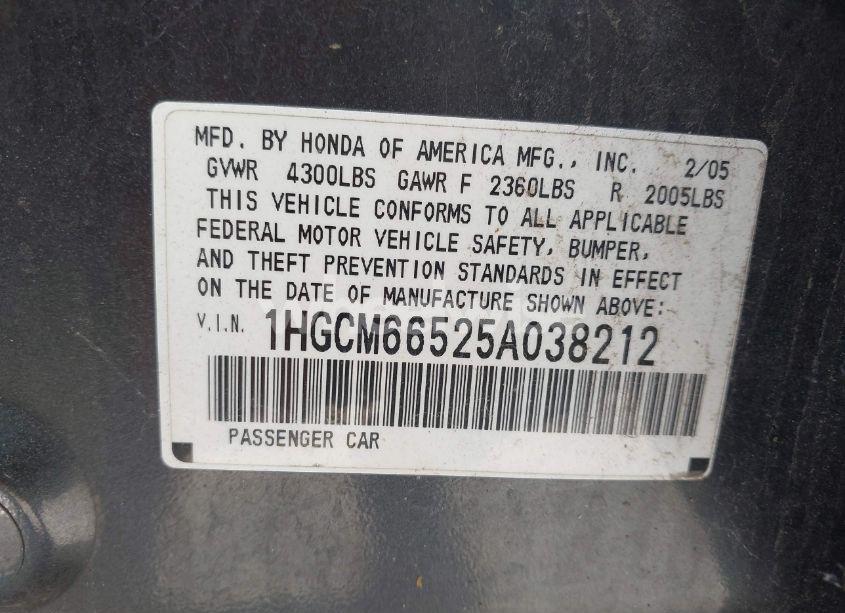 MFD. BY HONDA OF AMERICA MFG., INC. 2/05
GVWR 4300LBS GAWR F 2360LBS R 2005LBS
THIS VEHICLE CONFORMS TO ALL APPLICABLE
FEDERAL MOTOR VEHICLE SAFETY, BUMPER,
AND THEFT PREVENTION STANDARDS IN EFFECT
ON THE DATE OF MANUFACTURE SHOWN ABOVE:
V.I.N. 1HGCM66525A038212
PASSENGER CAR